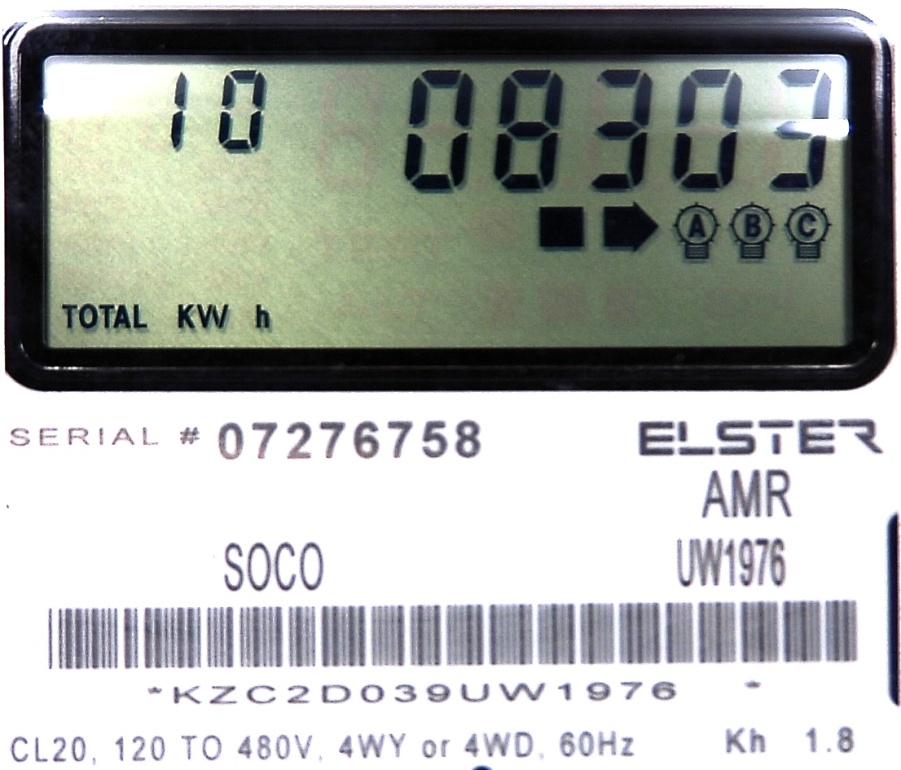 10 08303
A B C
TOTAL KW h
SERIAL # 07276758 ELSTER
AMR
SOCO UW1976
*KZC2D039UW1976 *
CL20, 120 TO 480V, 4WY or 4WD, 60Hz Kh 1.8